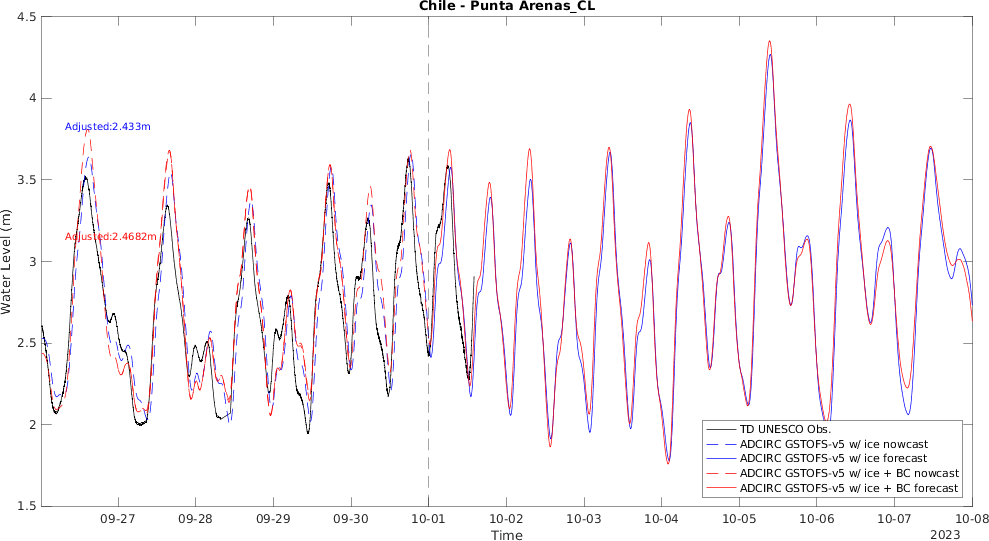 Chile - Punta Arenas_CL
4.5
4
3.5
3
2.5
2
1.5
Water Level (m)
Adjusted:2.433m
Adjusted:2.4682m
TD UNESCO Obs.
ADCIRC GSTOFS-v5 w/ ice nowcast
ADCIRC GSTOFS-v5 w/ ice forecast
ADCIRC GSTOFS-v5 w/ ice + BC nowcast
ADCIRC GSTOFS-v5 w/ ice + BC forecast
09-27 09-28 09-29 09-30 10-01 10-02 10-03 10-04 10-05 10-06 10-07 10-08
Time
2023